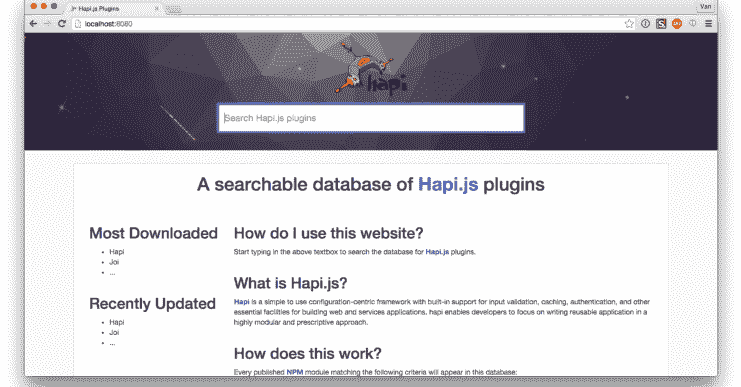 Hapi.js Plugins
Van
localhost:8080
hapi
Search Hapi.js plugins
A searchable database of Hapi.js plugins
Most Downloaded
Hapi
Joi
...
Recently Updated
Hapi
Joi
...
How do I use this website?
Start typing in the above textbox to search the database for Hapi.js plugins.
What is Hapi.js?
Hapi is a simple to use configuration-centric framework with built-in support for input validation, caching, authentication, and other
essential facilities for building web and services applications. hapi enables developers to focus on writing reusable application in a
highly modular and prescriptive approach.
How does this work?
Every published NPM module matching the following criteria will appear in this database: